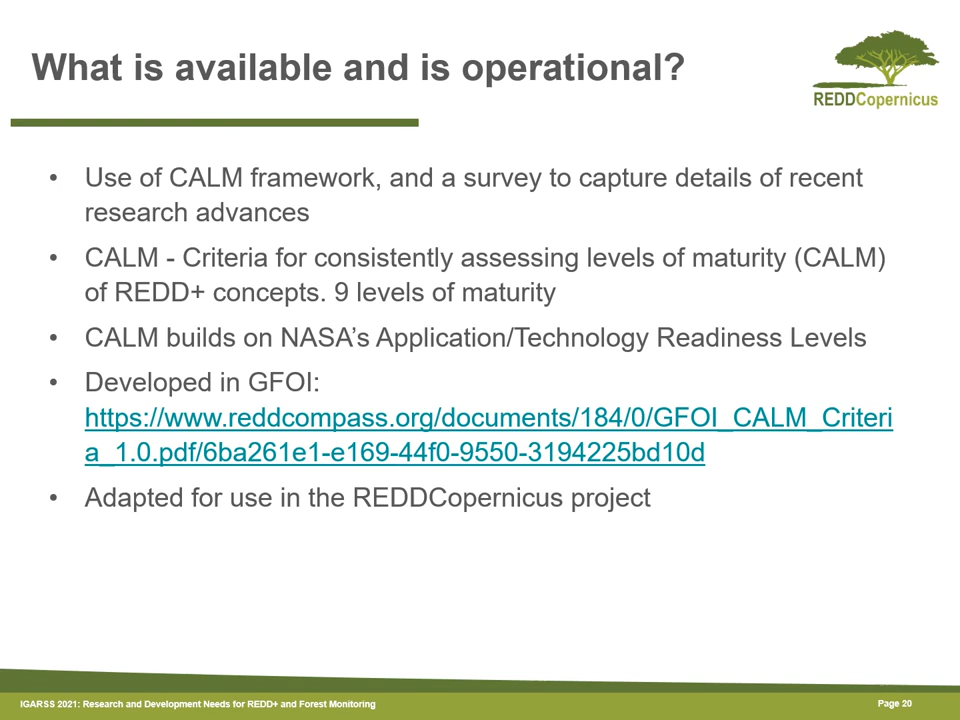 What is available and is operational?
REDDCopernicus
• Use of CALM framework, and a survey to capture details of recent
research advances
• CALM - Criteria for consistently assessing levels of maturity (CALM)
of REDD+ concepts. 9 levels of maturity
• CALM builds on NASA’s Application/Technology Readiness Levels
• Developed in GFOI:
https://www.reddcompass.org/documents/184/0/GFOI_CALM_Criteri
a_1.0.pdf/6ba261e1-e169-44f0-9550-3194225bd10d
• Adapted for use in the REDDCopernicus project
IGARSS 2021: Research and Development Needs for REDD+ and Forest Monitoring
Page 20